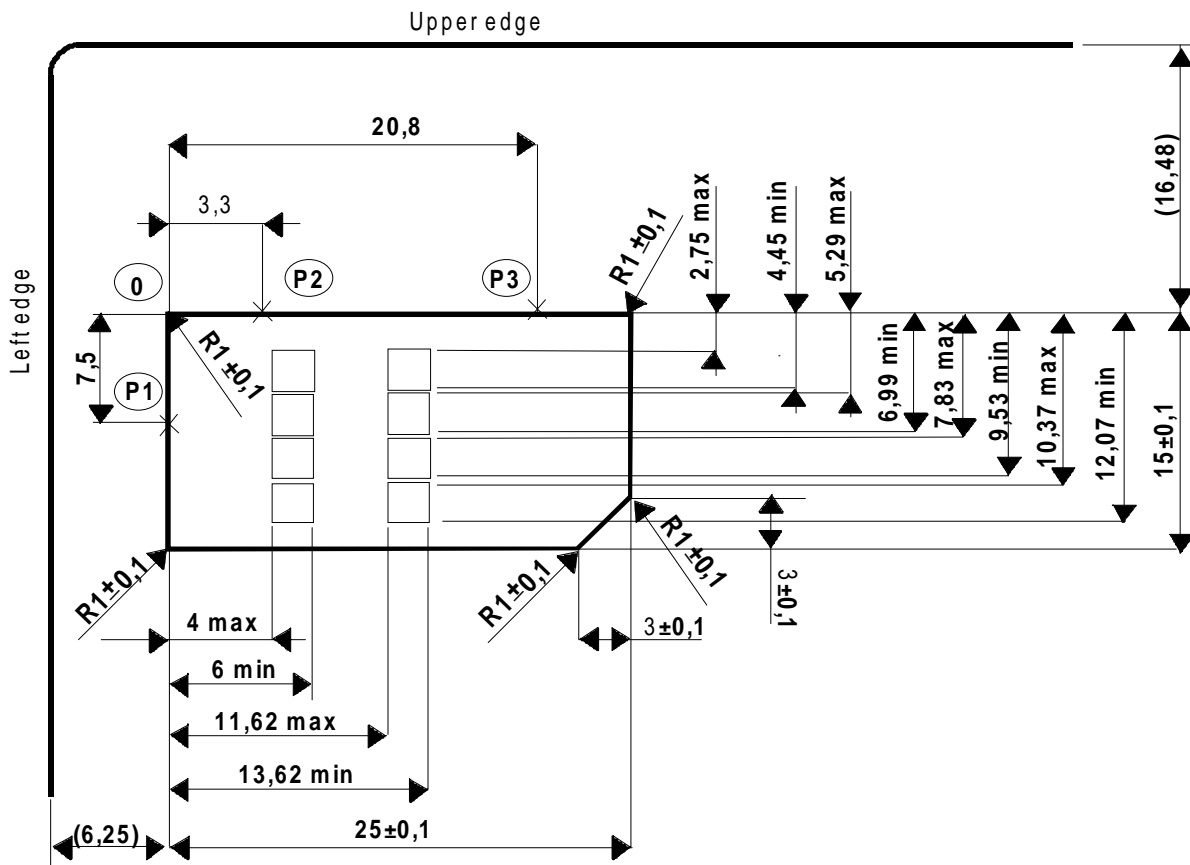 Upper edge
Left edge
20,8
3,3
0
P2
P3
R1±0,1
2,75 max
4,45 min
5,29 max
(16,48)
7,5
P1
R1±0,1
6,99 min
7,83 max
9,53 min
10,37 max
12,07 min
15±0,1
R1±0,1
R1±0,1
R1±0,1
3±0,1
4 max
3±0,1
6 min
11,62 max
13,62 min
(6,25)
25±0,1